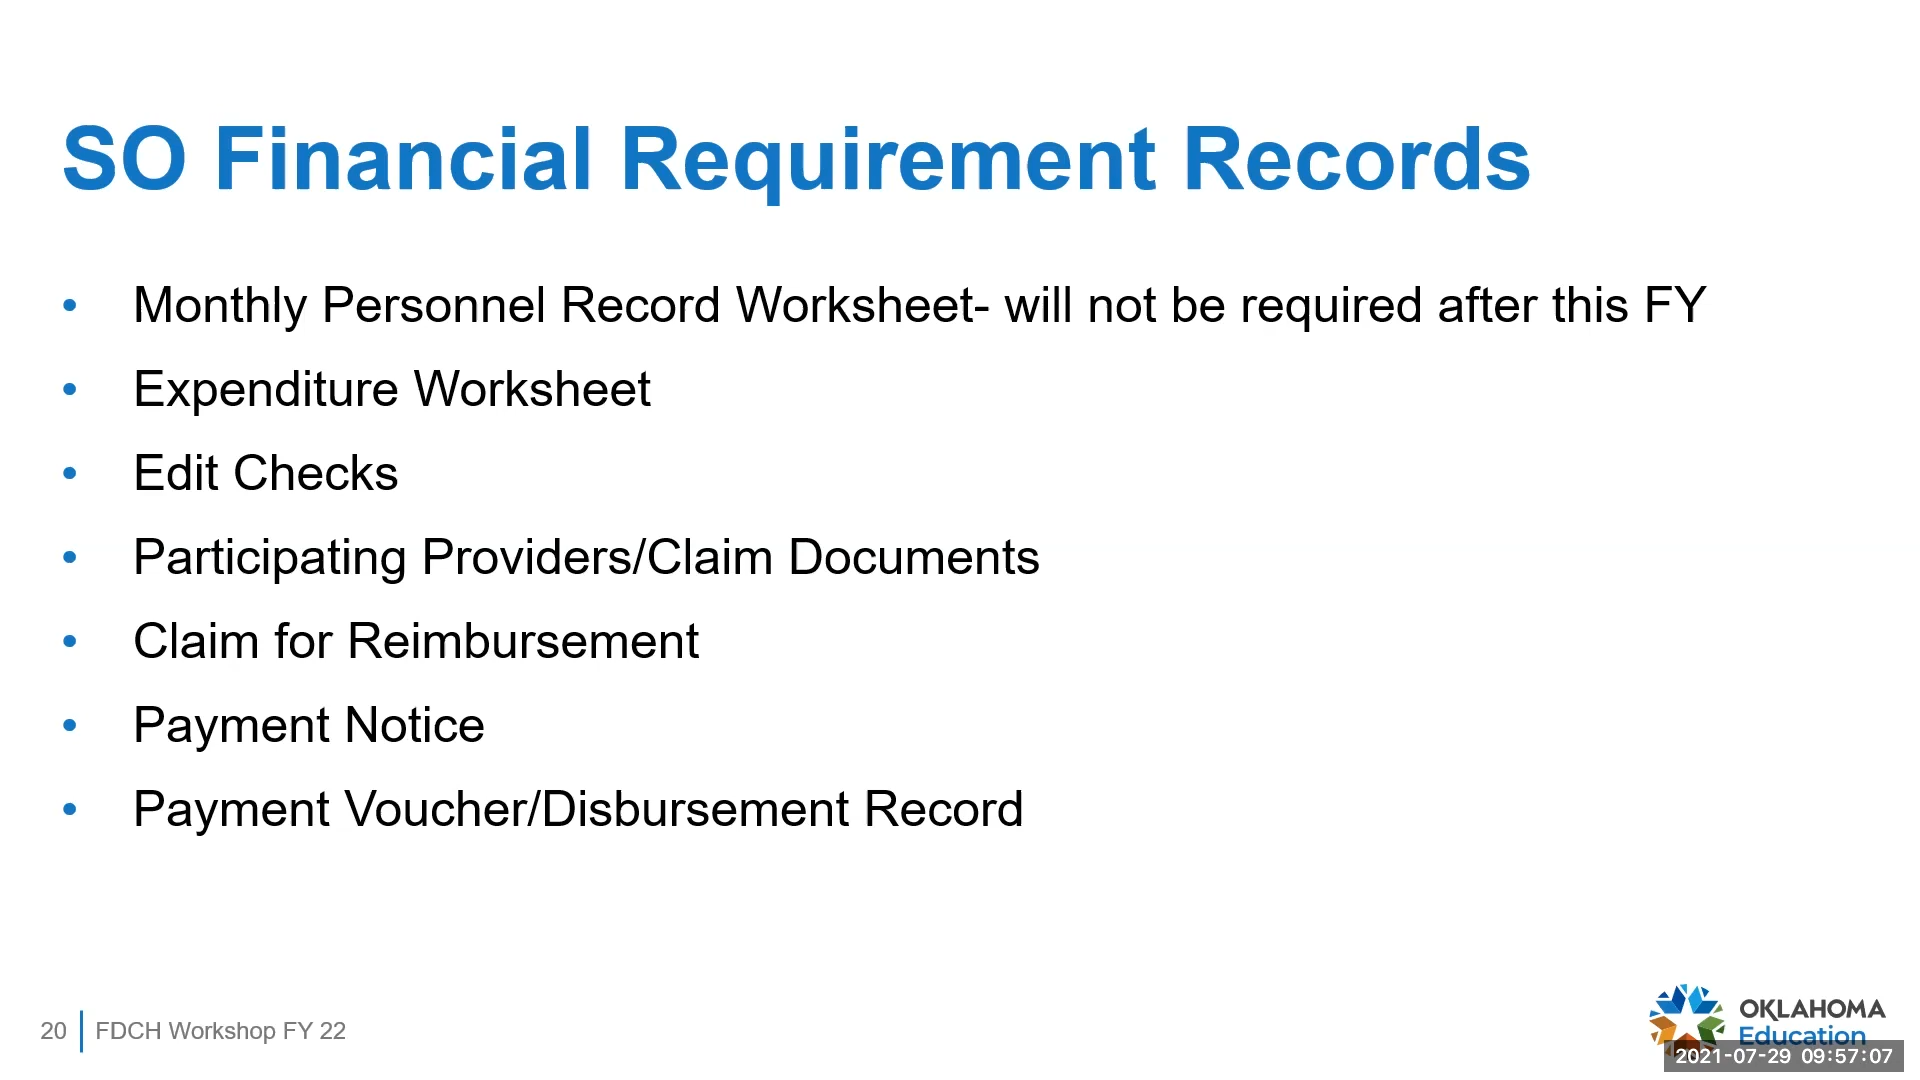 SO Financial Requirement Records
• Monthly Personnel Record Worksheet- will not be required after this FY
• Expenditure Worksheet
• Edit Checks
• Participating Providers/Claim Documents
• Claim for Reimbursement
• Payment Notice
• Payment Voucher/Disbursement Record
20 FDCH Workshop FY 22
OKLAHOMA
Education
2021-07-29 09:57:07